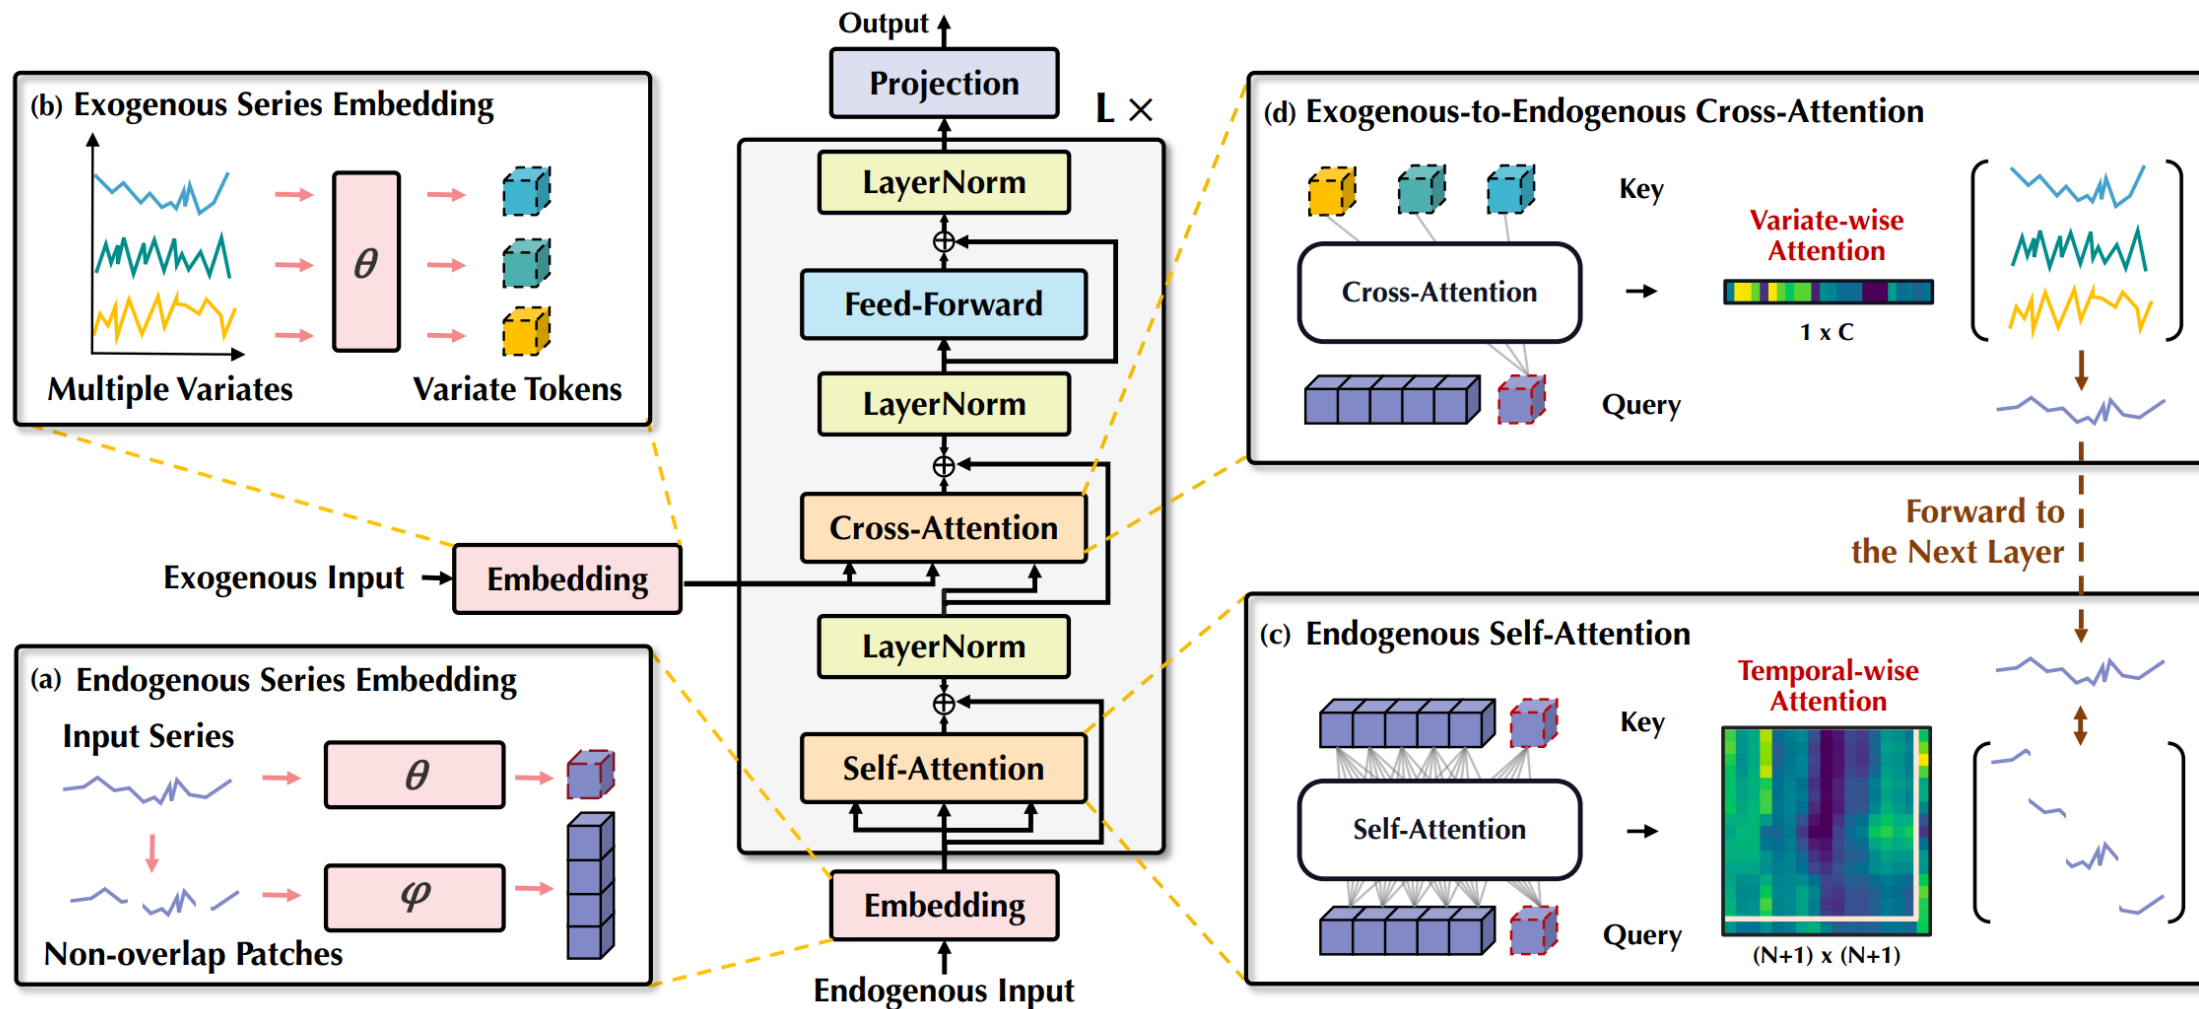 Output
Projection
L ×
LayerNorm
Feed-Forward
LayerNorm
Cross-Attention
LayerNorm
Self-Attention
Embedding
Endogenous Input
Exogenous Input
Embedding
(b) Exogenous Series Embedding
θ
Multiple Variates
Variate Tokens
(a) Endogenous Series Embedding
Input Series
θ
φ
Non-overlap Patches
(d) Exogenous-to-Endogenous Cross-Attention
Key
Cross-Attention
Query
Variate-wise
Attention
1 x C
Forward to
the Next Layer
(c) Endogenous Self-Attention
Key
Self-Attention
Query
Temporal-wise
Attention
(N+1) x (N+1)